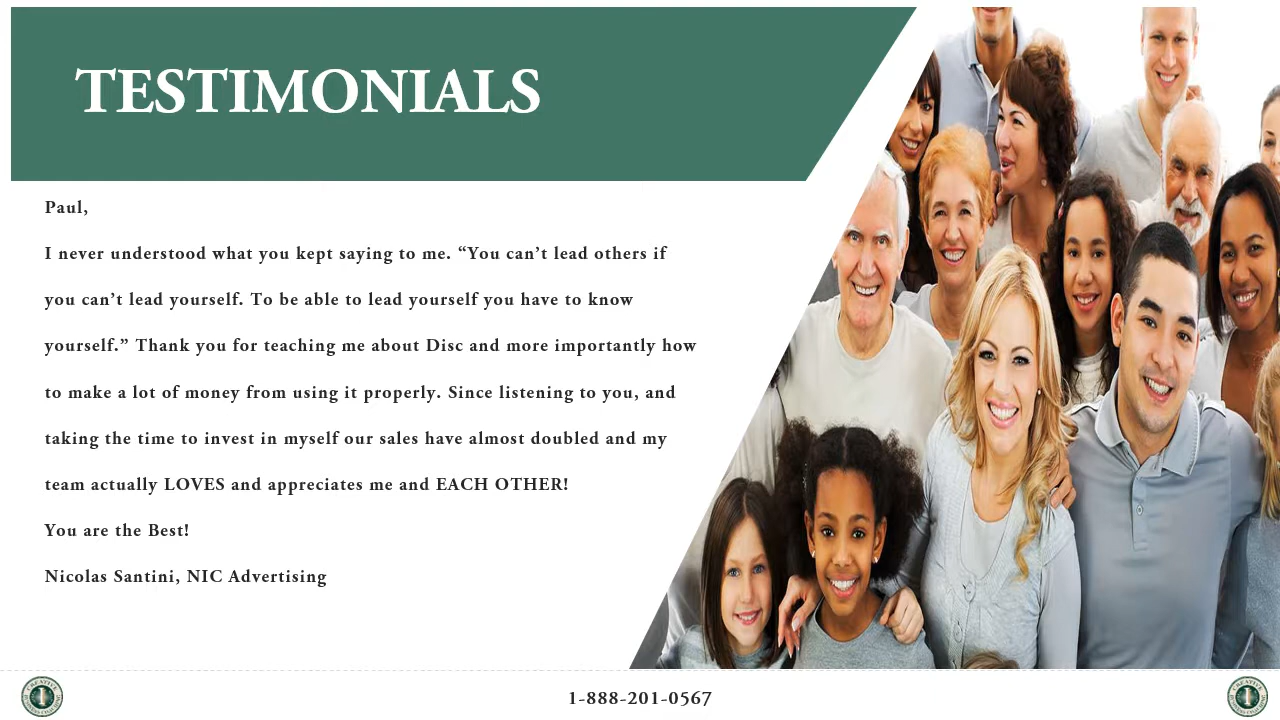 TESTIMONIALS
Paul,
I never understood what you kept saying to me. “You can’t lead others if
you can’t lead yourself. To be able to lead yourself you have to know
yourself.” Thank you for teaching me about Disc and more importantly how
to make a lot of money from using it properly. Since listening to you, and
taking the time to invest in myself our sales have almost doubled and my
team actually LOVES and appreciates me and EACH OTHER!
You are the Best!
Nicolas Santini, NIC Advertising
1-888-201-0567